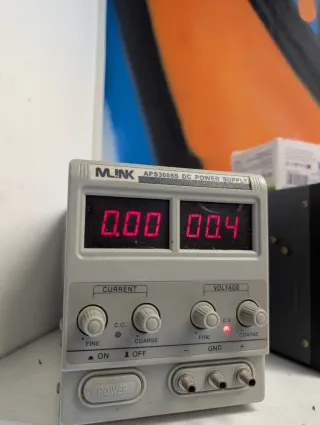 MLINK APS3005S DC POWER SUPPLY
0.00 00.4
CURRENT VOLTAGE
C.C. C.V.
FINE COARSE FINE COARSE
ON OFF - GND +
POWER